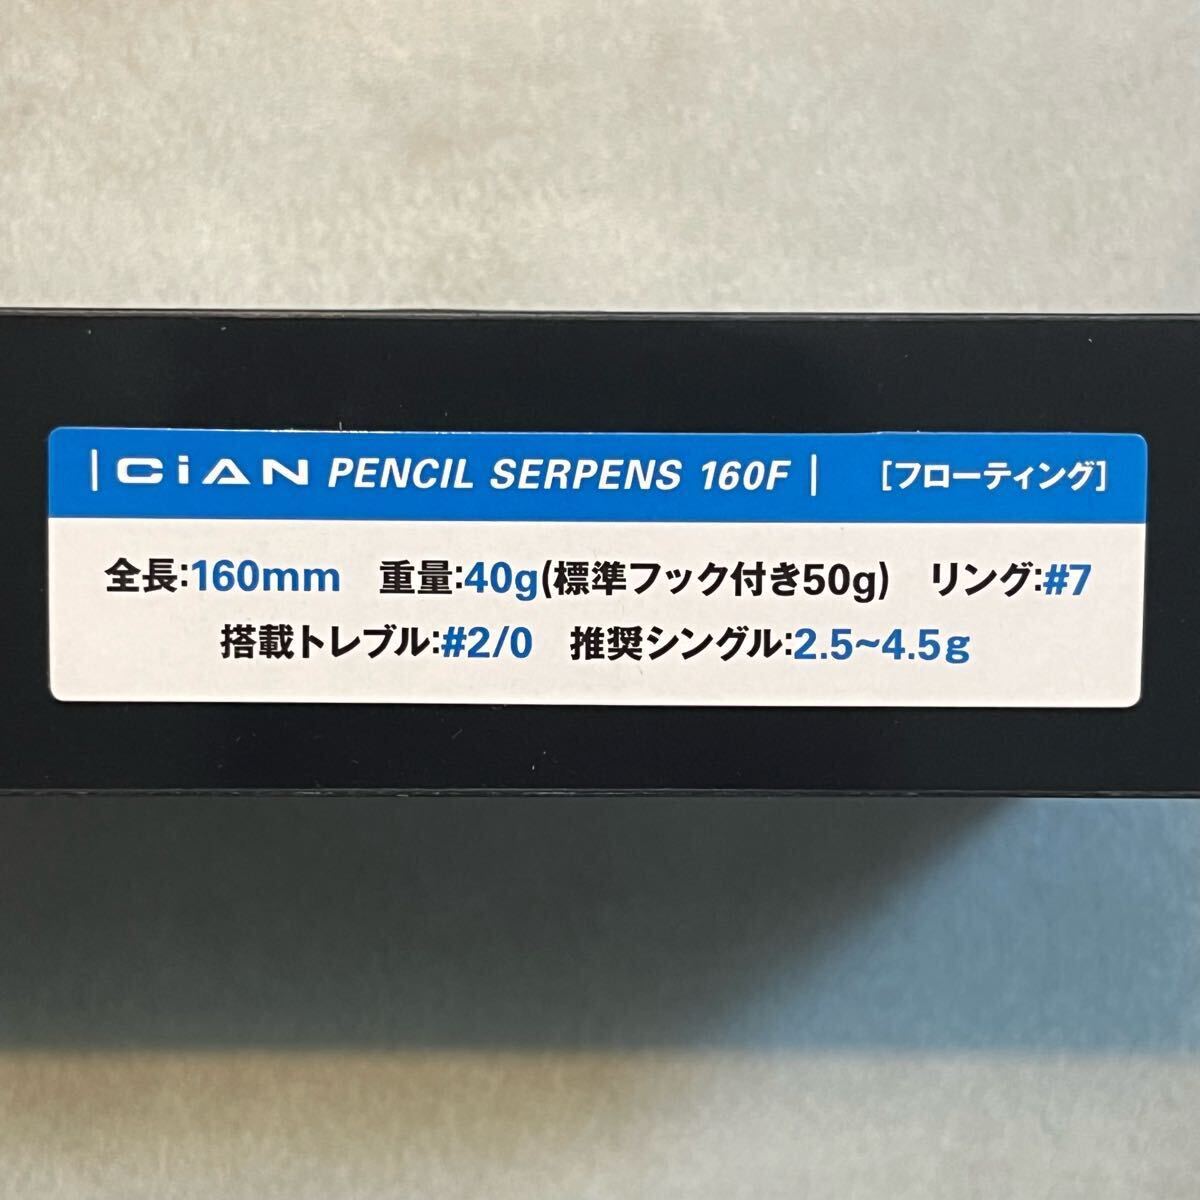 | CiAN PENCIL SERPENS 160F | [フローティング]
全長:160mm 重量:40g(標準フック付き50g) リング:#7
搭載トレブル:#2/0 推奨シングル:2.5~4.5g